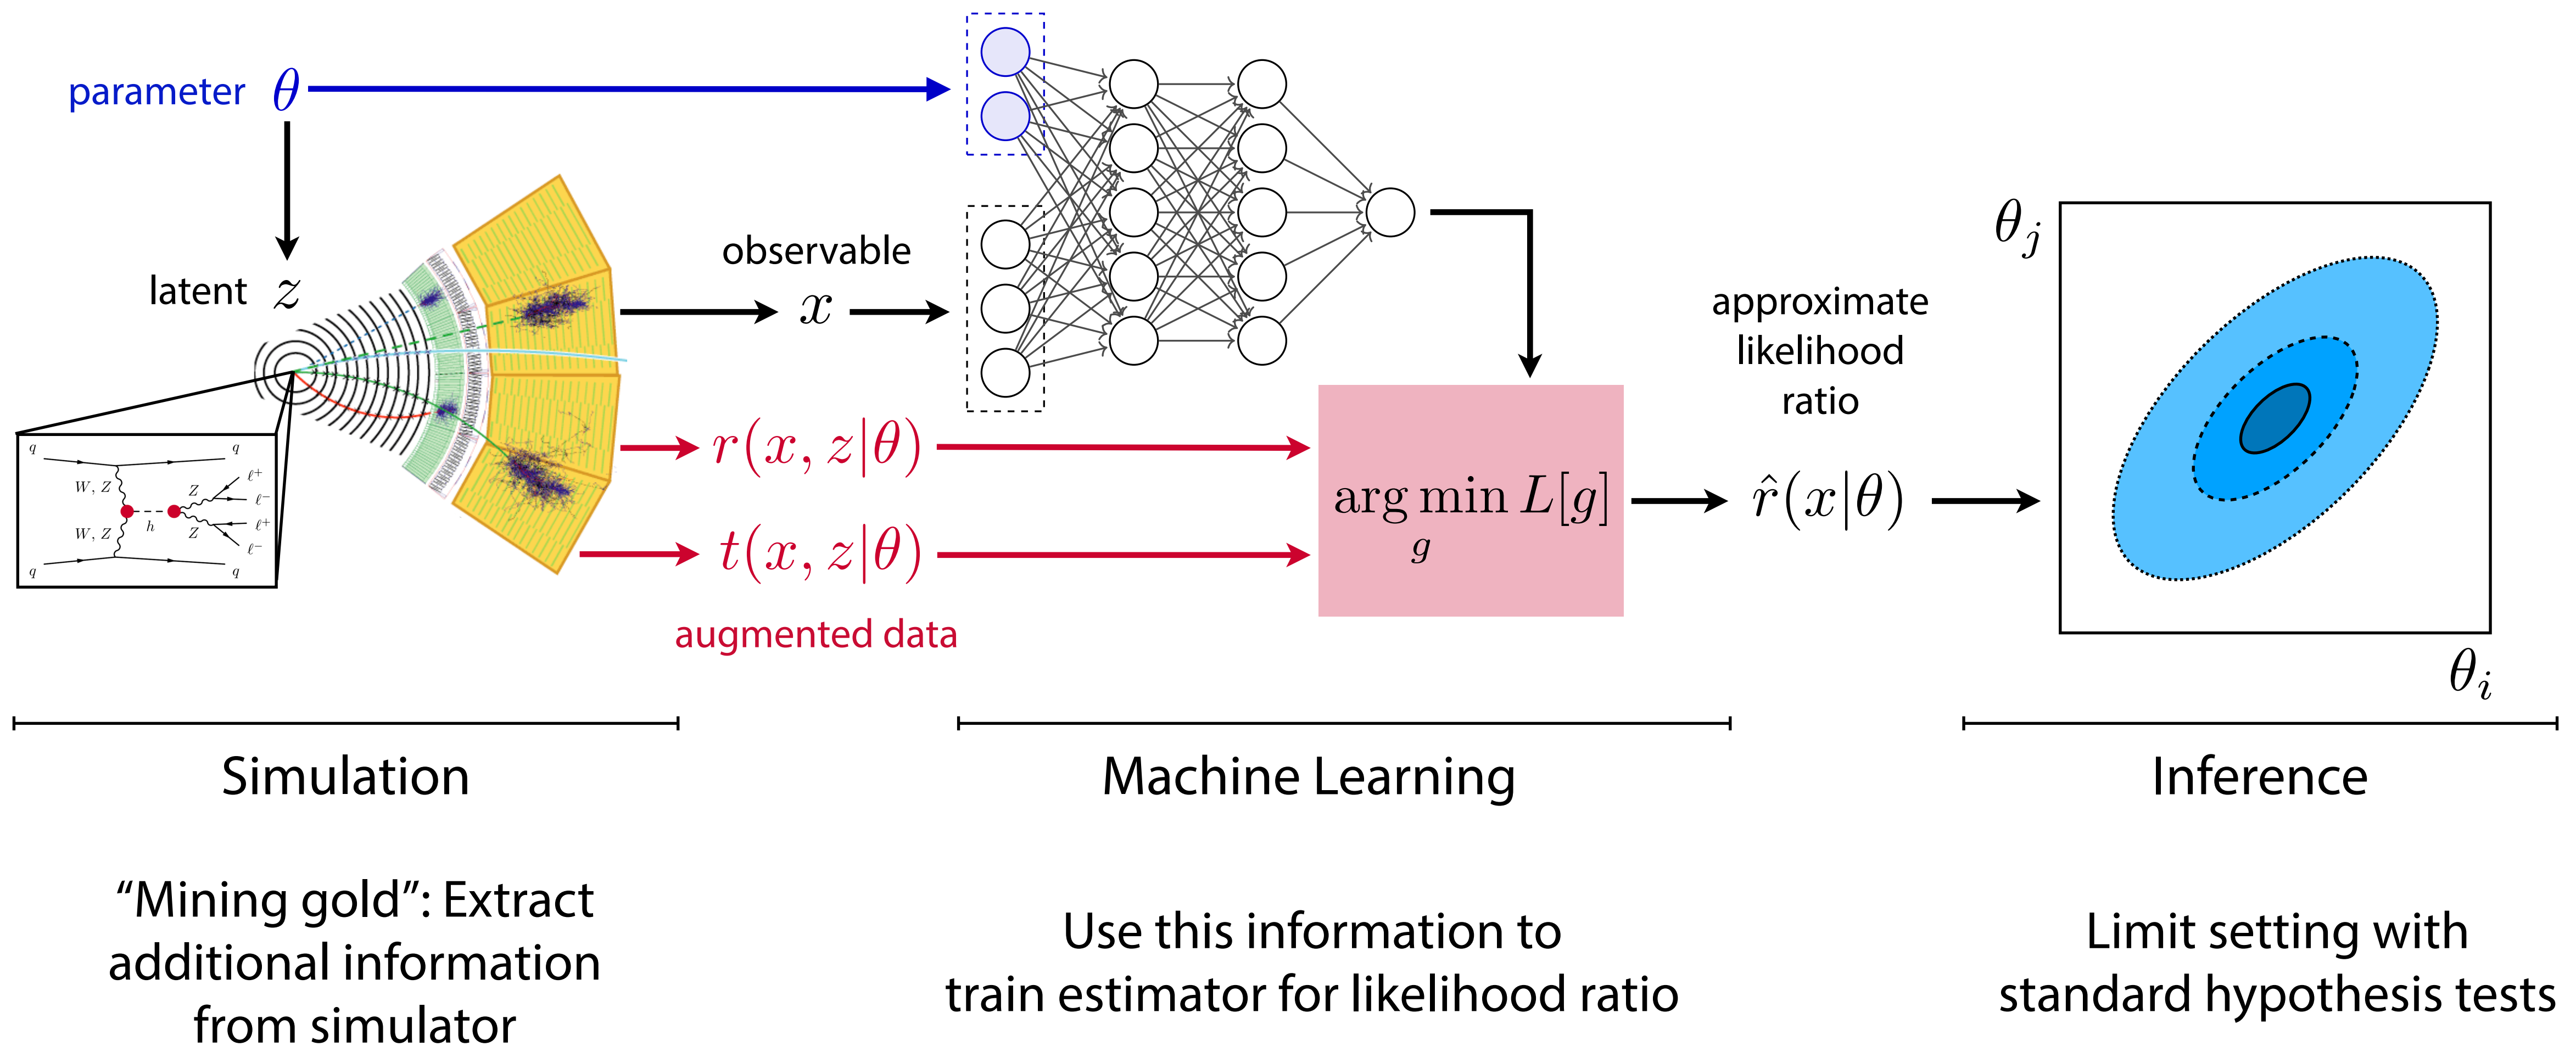 parameter θ
latent z
observable
x
r(x, z|θ)
t(x, z|θ)
augmented data
q
q
W, Z
Z
ℓ+
ℓ−
h
W, Z
Z
ℓ+
ℓ−
q
q
arg min L[g]
g
approximate
likelihood
ratio
r̂(x|θ)
θj
θi
Simulation
Machine Learning
Inference
“Mining gold”: Extract
additional information
from simulator
Use this information to
train estimator for likelihood ratio
Limit setting with
standard hypothesis tests